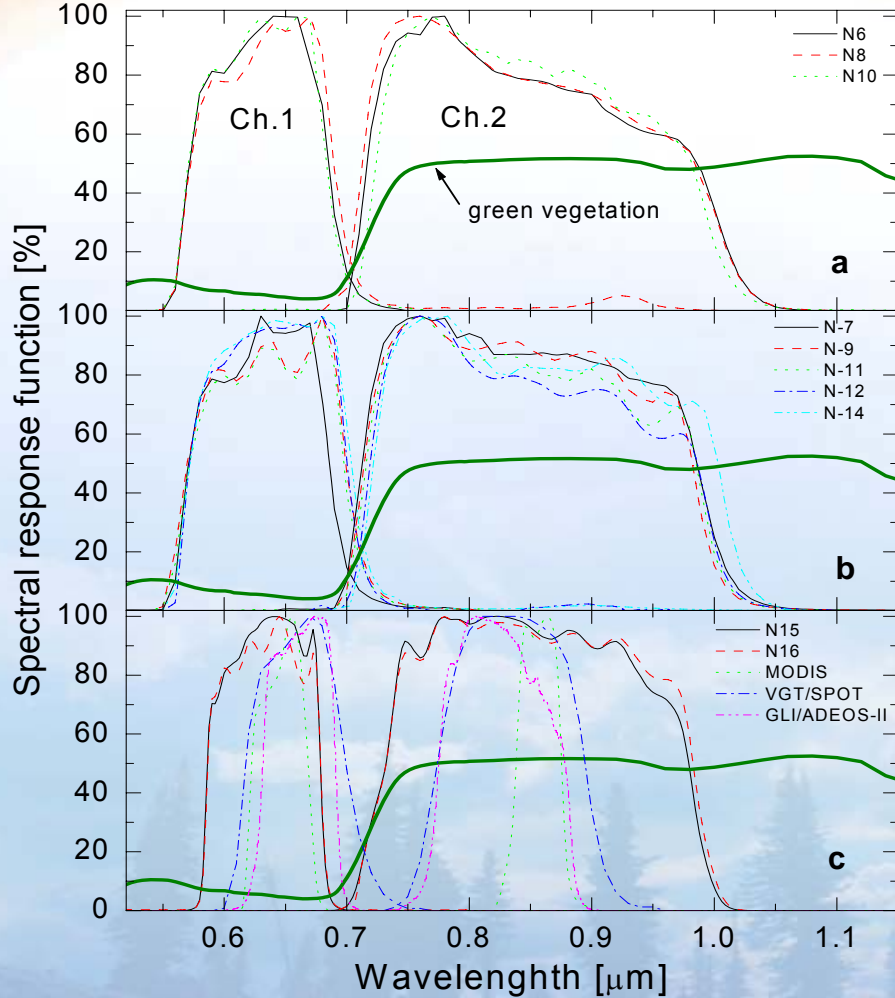 Spectral response function [%]
100
80
60
40
20
Ch.1
Ch.2
green vegetation
N6
N8
N10
a
100
80
60
40
20
N-7
N-9
N-11
N-12
N-14
b
100
80
60
40
20
0
N15
N16
MODIS
VGT/SPOT
GLI/ADEOS-II
c
0.6 0.7 0.8 0.9 1.0 1.1
Wavelenghth [μm]